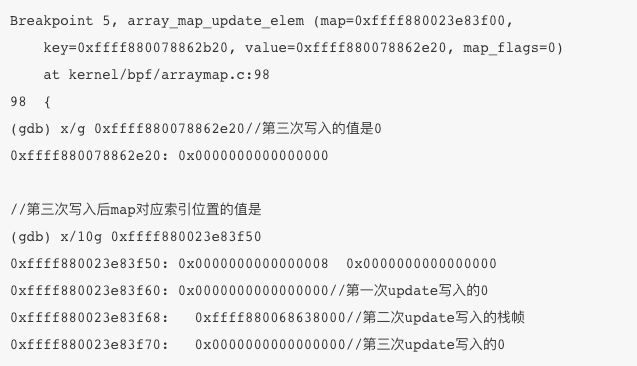 Breakpoint 5, array_map_update_elem (map=0xffff880023e83f00,
key=0xffff880078862b20, value=0xffff880078862e20, map_flags=0)
at kernel/bpf/arraymap.c:98
98 {
(gdb) x/g 0xffff880078862e20//第三次写入的值是0
0xffff880078862e20: 0x0000000000000000
//第三次写入后map对应索引位置的值是
(gdb) x/10g 0xffff880023e83f50
0xffff880023e83f50: 0x0000000000000008 0x0000000000000000
0xffff880023e83f60: 0x0000000000000000//第一次update写入的0
0xffff880023e83f68: 0xffff880068638000//第二次update写入的栈帧
0xffff880023e83f70: 0x0000000000000000//第三次update写入的0